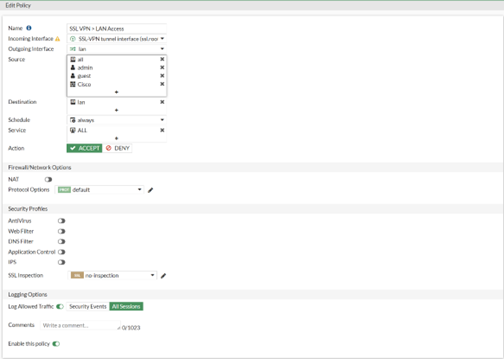 Edit Policy
Name SSL VPN > LAN Access
Incoming Interface SSL-VPN tunnel interface (ssl.roo
Outgoing Interface lan
Source all
admin
guest
Cisco
Destination lan
Schedule always
Service ALL
Action ACCEPT DENY
Firewall/Network Options
NAT
Protocol Options default
Security Profiles
AntiVirus
Web Filter
DNS Filter
Application Control
IPS
SSL Inspection no-inspection
Logging Options
Log Allowed Traffic Security Events All Sessions
Comments Write a comment... 0/1023
Enable this policy